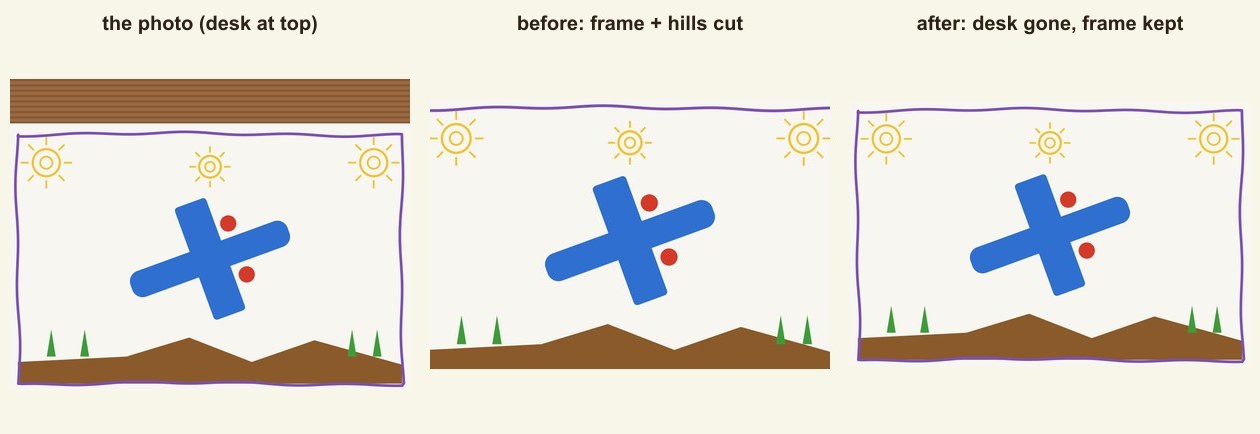 the photo (desk at top)
before: frame + hills cut
after: desk gone, frame kept